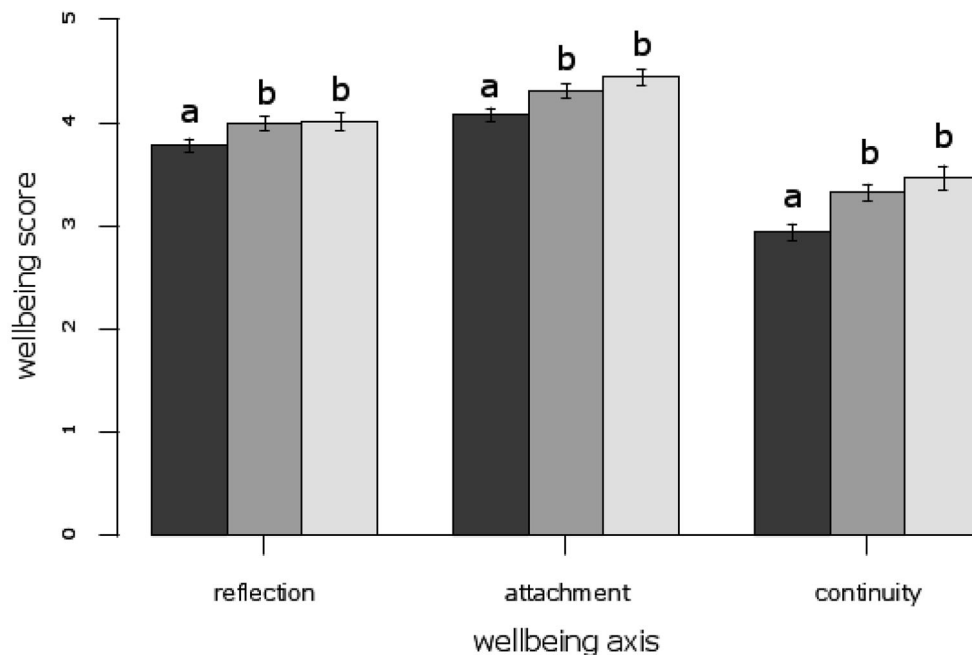 5
4
3
2
1
0
wellbeing score
a b b
a b b
a b b
reflection attachment continuity
wellbeing axis